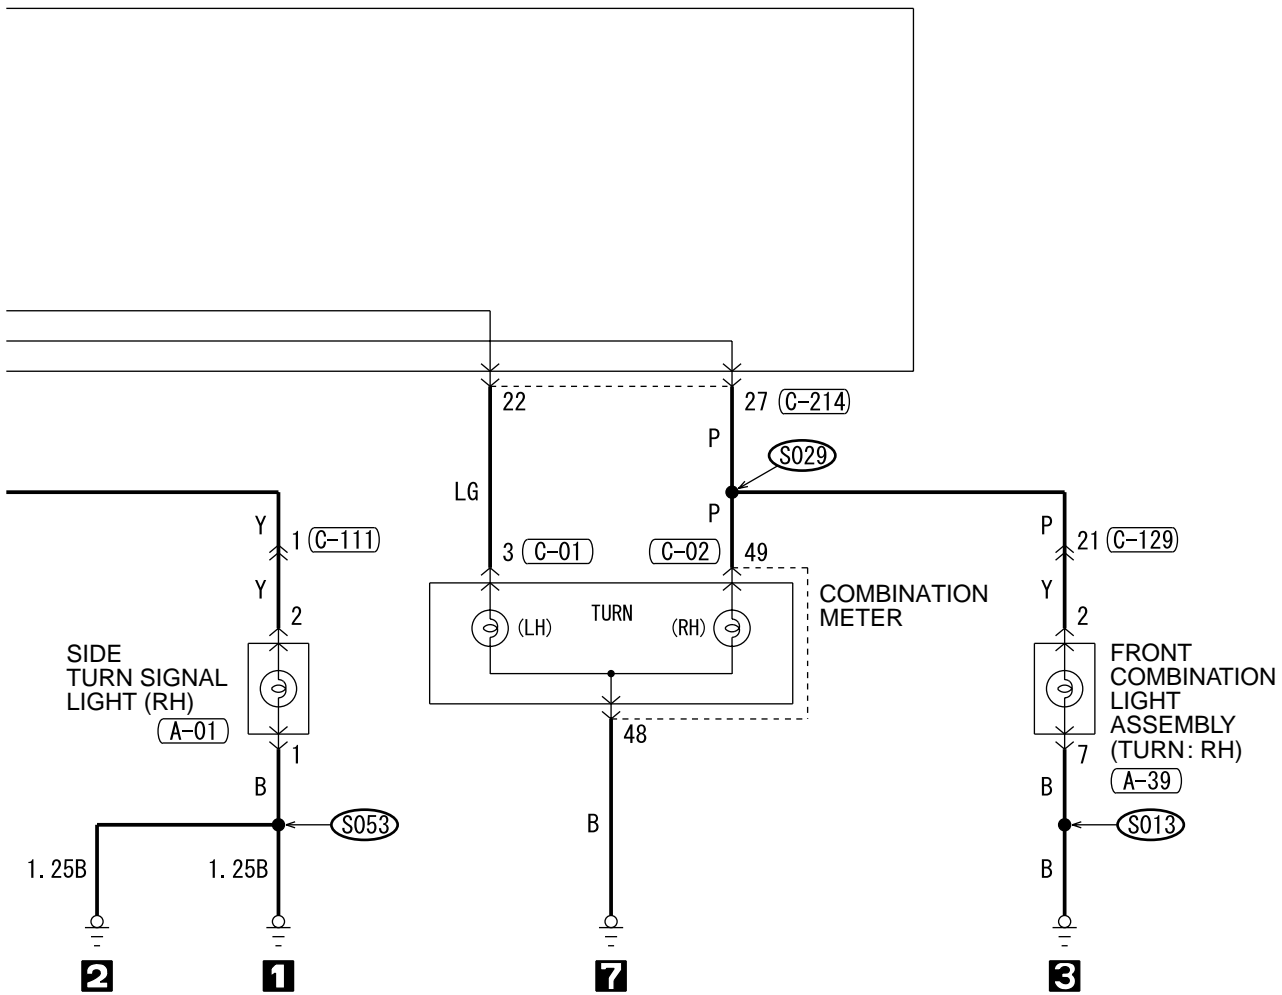 22
27 (C-214)
P
S029
LG
Y
P
P
1 (C-111)
3 (C-01)
(C-02) 49
21 (C-129)
Y
Y
2
TURN
(LH)
(RH)
COMBINATION
METER
2
SIDE
TURN SIGNAL
LIGHT (RH)
A-01
FRONT
COMBINATION
LIGHT
ASSEMBLY
(TURN: RH)
A-39
1
48
7
B
B
B
S053
S013
1.25B
1.25B
B
2
1
7
3